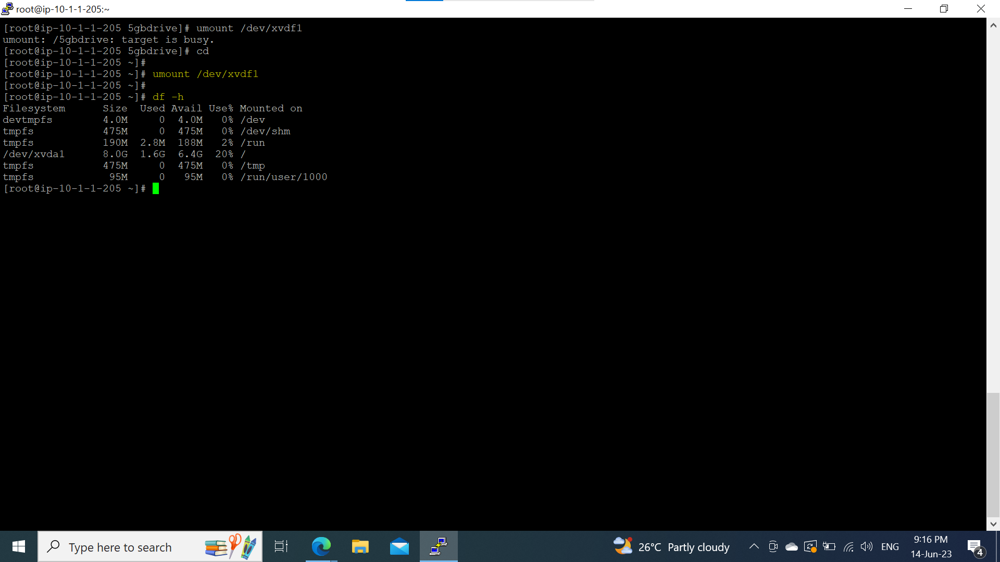 root@ip-10-1-1-205:~
[root@ip-10-1-1-205 5gbdrive]# umount /dev/xvdf1
umount: /5gbdrive: target is busy.
[root@ip-10-1-1-205 5gbdrive]# cd
[root@ip-10-1-1-205 ~]#
[root@ip-10-1-1-205 ~]# umount /dev/xvdf1
[root@ip-10-1-1-205 ~]#
[root@ip-10-1-1-205 ~]# df -h
Filesystem      Size  Used Avail Use% Mounted on
devtmpfs        4.0M     0  4.0M   0% /dev
tmpfs           475M     0  475M   0% /dev/shm
tmpfs           190M  2.8M  188M   2% /run
/dev/xvda1      8.0G  1.6G  6.4G  20% /
tmpfs           475M     0  475M   0% /tmp
tmpfs            95M     0   95M   0% /run/user/1000
[root@ip-10-1-1-205 ~]#
Type here to search
26°C Partly cloudy
ENG
9:16 PM
14-Jun-23
4